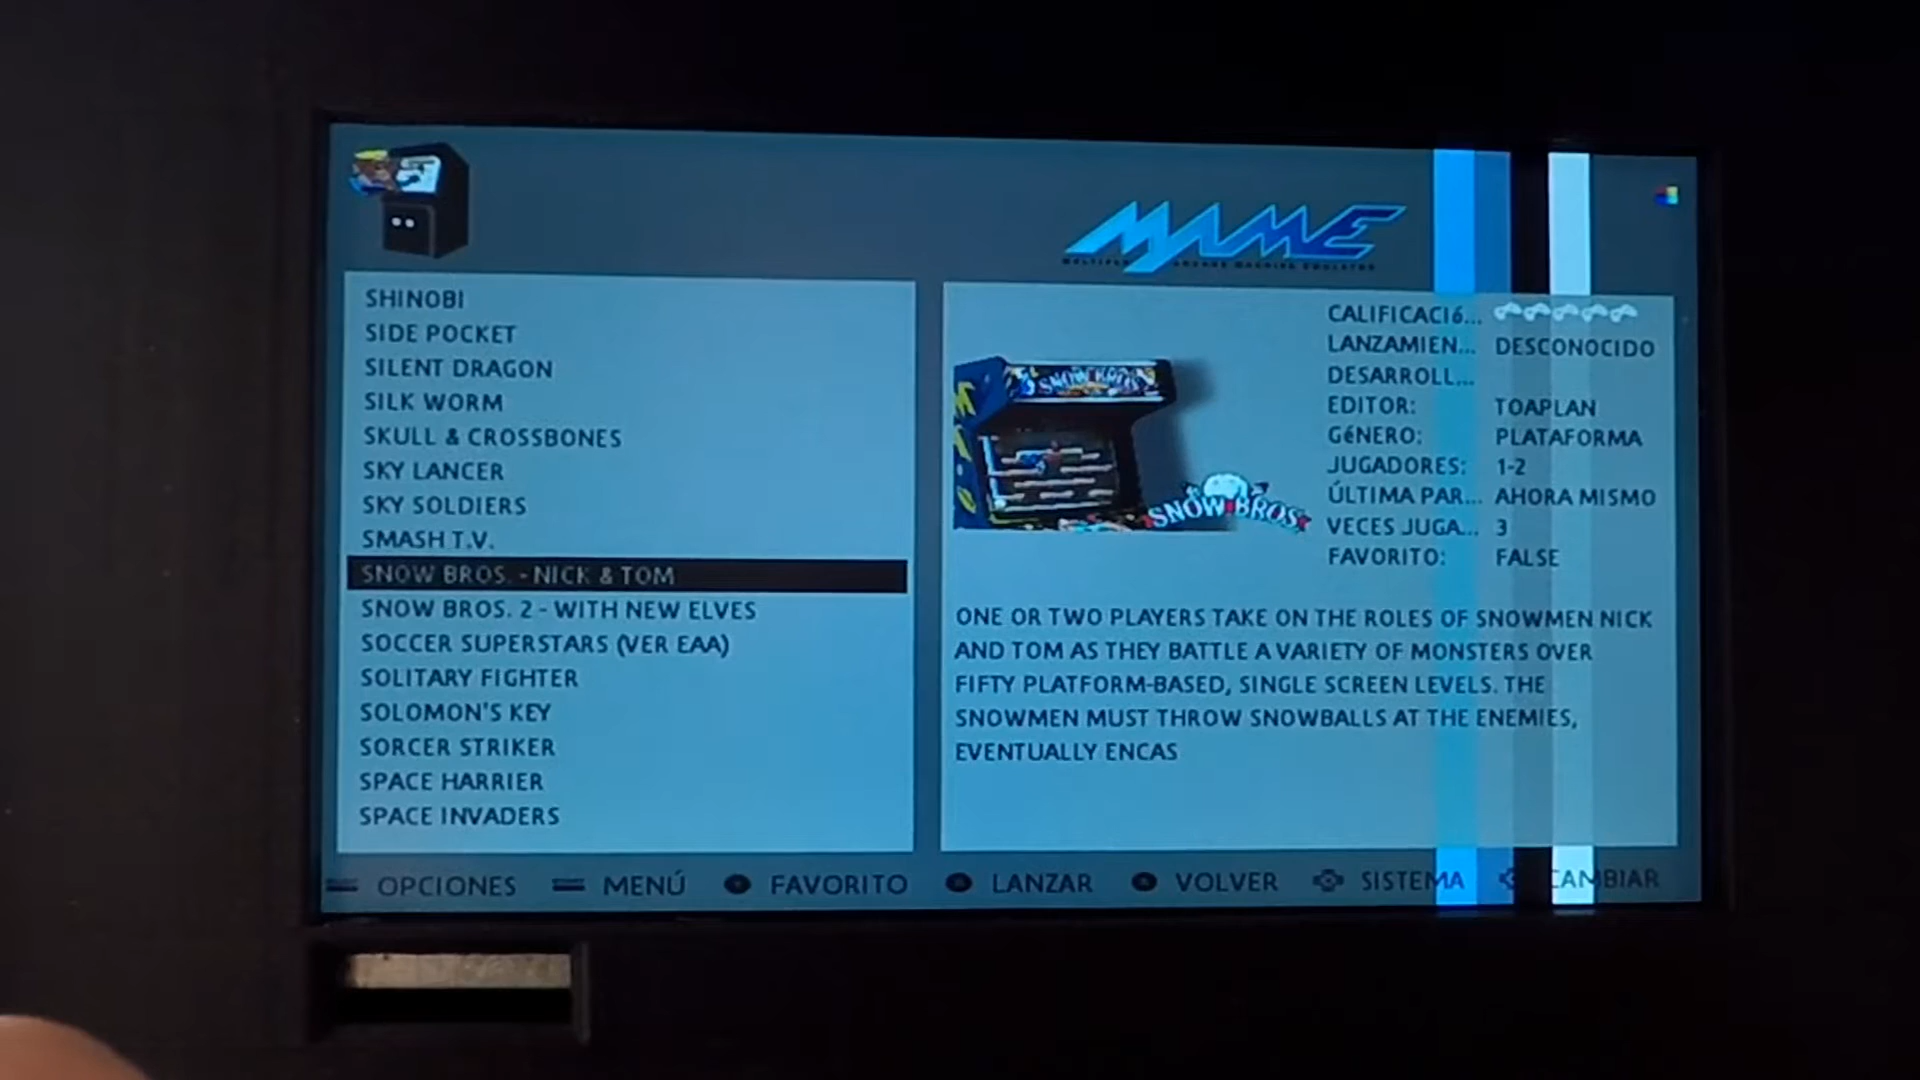 MAME
SHINOBI
SIDE POCKET
SILENT DRAGON
SILK WORM
SKULL & CROSSBONES
SKY LANCER
SKY SOLDIERS
SMASH T.V.
SNOW BROS. - NICK & TOM
SNOW BROS. 2 - WITH NEW ELVES
SOCCER SUPERSTARS (VER EAA)
SOLITARY FIGHTER
SOLOMON'S KEY
SORCER STRIKER
SPACE HARRIER
SPACE INVADERS
SNOW BROS.
SNOW BROS.
CALIFICACIó...
LANZAMIEN... DESCONOCIDO
DESARROLL...
EDITOR: TOAPLAN
GéNERO: PLATAFORMA
JUGADORES: 1-2
ÚLTIMA PAR... AHORA MISMO
VECES JUGA... 3
FAVORITO: FALSE
ONE OR TWO PLAYERS TAKE ON THE ROLES OF SNOWMEN NICK
AND TOM AS THEY BATTLE A VARIETY OF MONSTERS OVER
FIFTY PLATFORM-BASED, SINGLE SCREEN LEVELS. THE
SNOWMEN MUST THROW SNOWBALLS AT THE ENEMIES,
EVENTUALLY ENCAS
OPCIONES MENÚ FAVORITO LANZAR VOLVER SISTEMA CAMBIAR